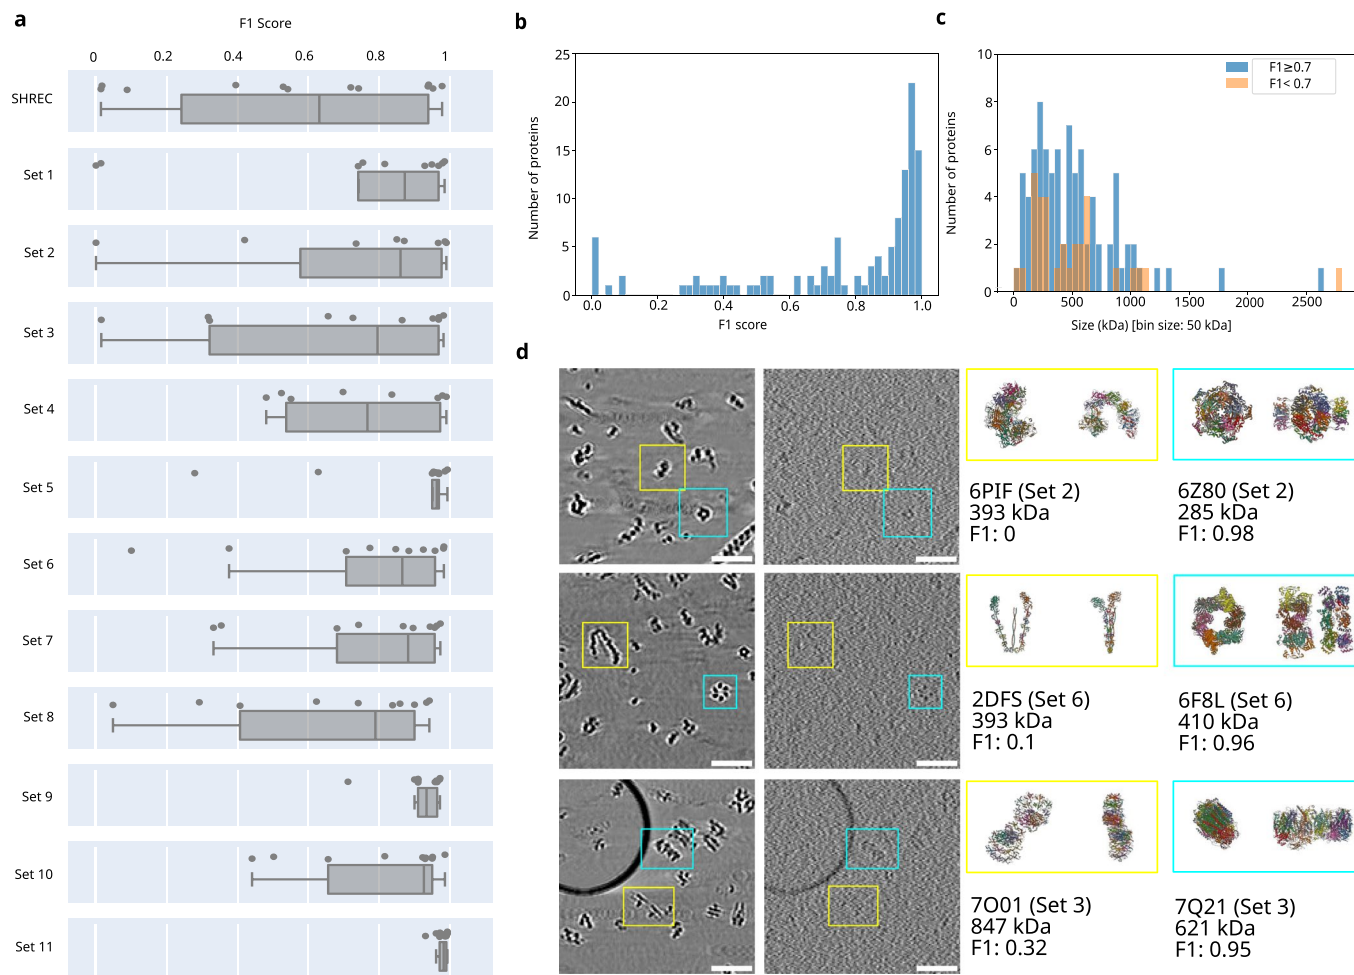 a
F1 Score
0 0.2 0.4 0.6 0.8 1
SHREC
Set 1
Set 2
Set 3
Set 4
Set 5
Set 6
Set 7
Set 8
Set 9
Set 10
Set 11
b
25
20
15
10
5
0
Number of proteins
0.0 0.2 0.4 0.6 0.8 1.0
F1 score
c
10
8
6
4
2
0
Number of proteins
F1≥0.7
F1< 0.7
0 500 1000 1500 2000 2500
Size (kDa) [bin size: 50 kDa]
d
6PIF (Set 2)
393 kDa
F1: 0
6Z80 (Set 2)
285 kDa
F1: 0.98
2DFS (Set 6)
393 kDa
F1: 0.1
6F8L (Set 6)
410 kDa
F1: 0.96
7O01 (Set 3)
847 kDa
F1: 0.32
7Q21 (Set 3)
621 kDa
F1: 0.95